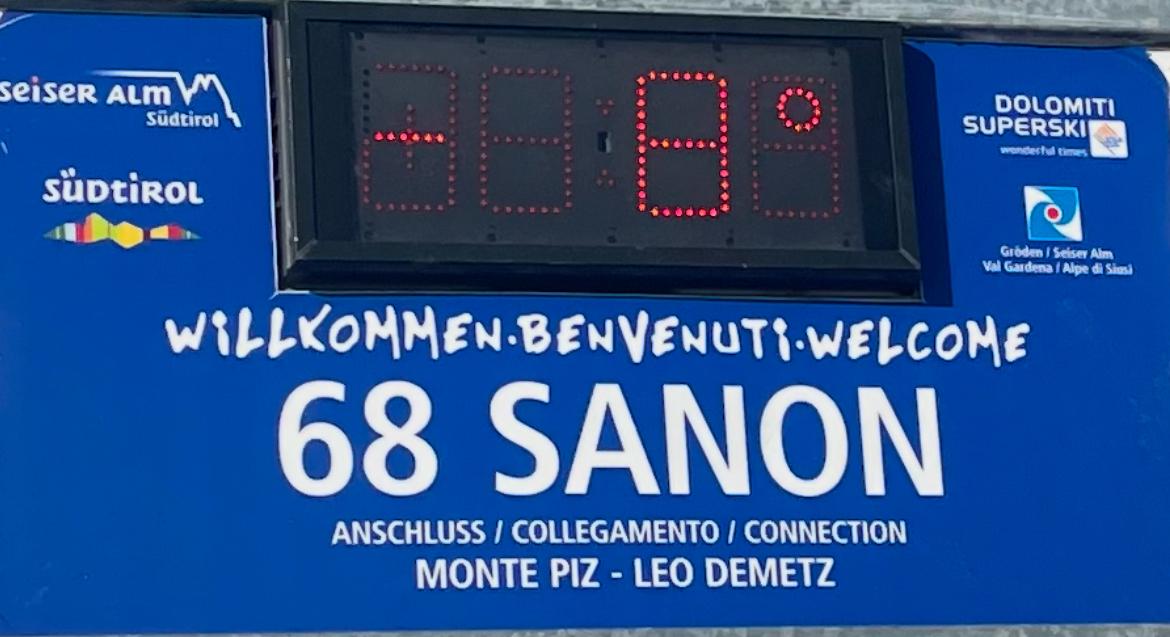 seiser alm
Südtirol
SÜDTIROL
- 8°
DOLOMITI
SUPERSKI
wonderful times
Gröden / Seiser Alm
Val Gardena / Alpe di Siusi
WILLKOMMEN·BENVENUTI·WELCOME
68 SANON
ANSCHLUSS / COLLEGAMENTO / CONNECTION
MONTE PIZ - LEO DEMETZ